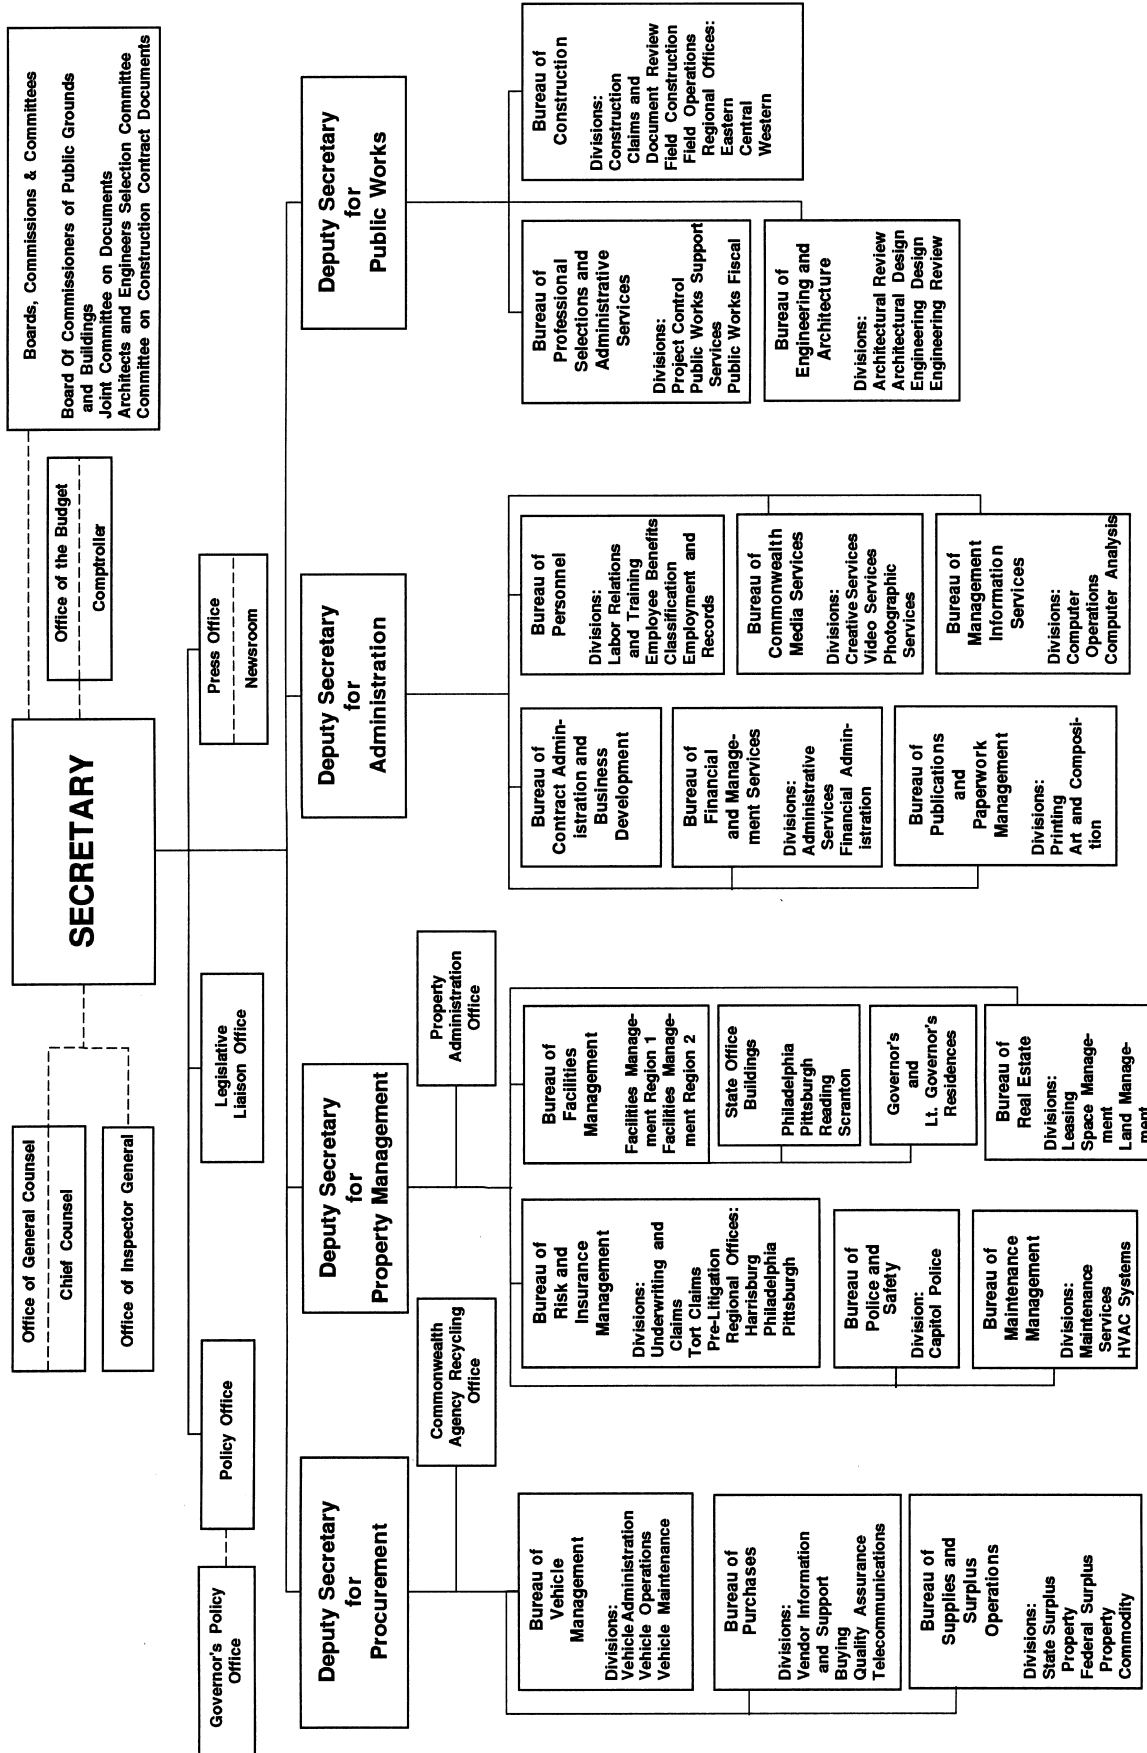 Office of General Counsel
Chief Counsel
Office of Inspector General
SECRETARY
Office of the Budget
Comptroller
Boards, Commissions & Committees
Board Of Commissioners of Public Grounds
and Buildings
Joint Committee on Documents
Architects and Engineers Selection Committee
Committee on Construction Contract Documents
Governor's Policy
Office
Policy Office
Legislative
Liaison Office
Press Office
Newsroom
Deputy Secretary
for
Procurement
Commonwealth
Agency Recycling
Office
Bureau of
Vehicle
Management
Divisions:
Vehicle Administration
Vehicle Operations
Vehicle Maintenance
Bureau of
Purchases
Divisions:
Vendor Information
and Support
Buying
Quality Assurance
Telecommunications
Bureau of
Supplies and
Surplus
Operations
Divisions:
State Surplus
Property
Federal Surplus
Property
Commodity
Deputy Secretary
for
Property Management
Property
Administration
Office
Bureau of
Risk and
Insurance
Management
Divisions:
Underwriting and
Claims
Tort Claims
Pre-Litigation
Regional Offices:
Harrisburg
Philadelphia
Pittsburgh
Bureau of
Police and
Safety
Division:
Capitol Police
Bureau of
Maintenance
Management
Divisions:
Maintenance
Services
HVAC Systems
Bureau of
Facilities
Management
Facilities Manage-
ment Region 1
Facilities Manage-
ment Region 2
State Office
Buildings
Philadelphia
Pittsburgh
Reading
Scranton
Governor's
and
Lt. Governor's
Residences
Bureau of
Real Estate
Divisions:
Leasing
Space Manage-
ment
Land Manage-
ment
Deputy Secretary
for
Administration
Bureau of
Contract Admin-
istration and
Business
Development
Bureau of
Financial
and Manage-
ment Services
Divisions:
Administrative
Services
Financial Admin-
istration
Bureau of
Publications
and
Paperwork
Management
Divisions:
Printing
Art and Composi-
tion
Bureau of
Personnel
Divisions:
Labor Relations
and Training
Employee Benefits
Classification
Employment and
Records
Bureau of
Commonwealth
Media Services
Divisions:
Creative Services
Video Services
Photographic
Services
Bureau of
Management
Information
Services
Divisions:
Computer
Operations
Computer Analysis
Deputy Secretary
for
Public Works
Bureau of
Professional
Selections and
Administrative
Services
Divisions:
Project Control
Public Works Support
Services
Public Works Fiscal
Bureau of
Engineering and
Architecture
Divisions:
Architectural Review
Architectural Design
Engineering Design
Engineering Review
Bureau of
Construction
Divisions:
Construction
Claims and
Document Review
Field Construction
Field Operations
Regional Offices:
Eastern
Central
Western